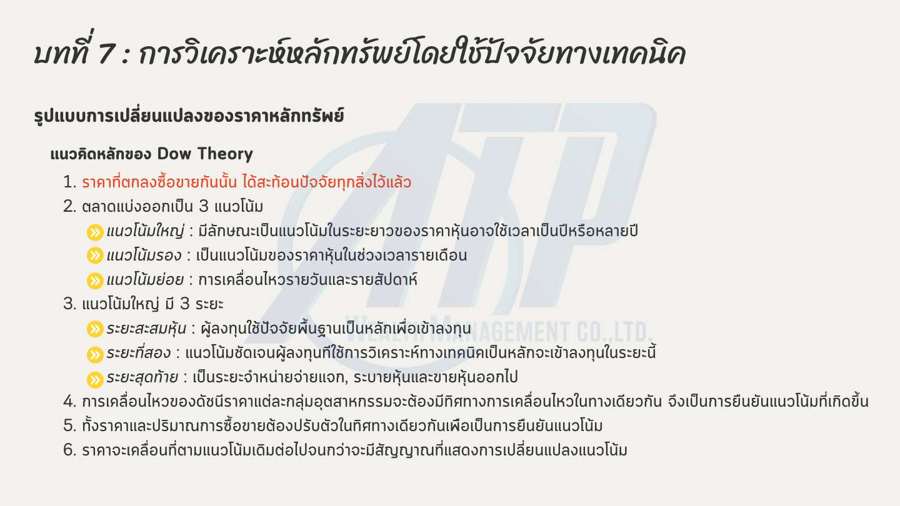 บทที่ 7 : การวิเคราะห์หลักทรัพย์โดยใช้ปัจจัยทางเทคนิค
รูปแบบการเปลี่ยนแปลงของราคาหลักทรัพย์
แนวคิดหลักของ Dow Theory
1. ราคาที่ตกลงซื้อขายกันนั้น ได้สะท้อนปัจจัยทุกสิ่งไว้แล้ว
2. ตลาดแบ่งออกเป็น 3 แนวโน้ม
แนวโน้มใหญ่ : มีลักษณะเป็นแนวโน้มในระยะยาวของราคาหุ้นอาจใช้เวลาเป็นปีหรือหลายปี
แนวโน้มรอง : เป็นแนวโน้มของราคาหุ้นในช่วงเวลารายเดือน
แนวโน้มย่อย : การเคลื่อนไหวรายวันและรายสัปดาห์
3. แนวโน้มใหญ่ มี 3 ระยะ
ระยะสะสมหุ้น : ผู้ลงทุนใช้ปัจจัยพื้นฐานเป็นหลักเพื่อเข้าลงทุน
ระยะที่สอง : แนวโน้มชัดเจนผู้ลงทุนที่ใช้การวิเคราะห์ทางเทคนิคเป็นหลักจะเข้าลงทุนในระยะนี้
ระยะสุดท้าย : เป็นระยะจำหน่ายจ่ายแจก, ระบายหุ้นและขายหุ้นออกไป
4. การเคลื่อนไหวของดัชนีราคาแต่ละกลุ่มอุตสาหกรรมจะต้องมีทิศทางการเคลื่อนไหวในทางเดียวกัน จึงเป็นการยืนยันแนวโน้มที่เกิดขึ้น
5. ทั้งราคาและปริมาณการซื้อขายต้องปรับตัวในทิศทางเดียวกันเพื่อเป็นการยืนยันแนวโน้ม
6. ราคาจะเคลื่อนที่ตามแนวโน้มเดิมต่อไปจนกว่าจะมีสัญญาณที่แสดงการเปลี่ยนแปลงแนวโน้ม
ATP
WEALTH MANAGEMENT CO.,LTD.